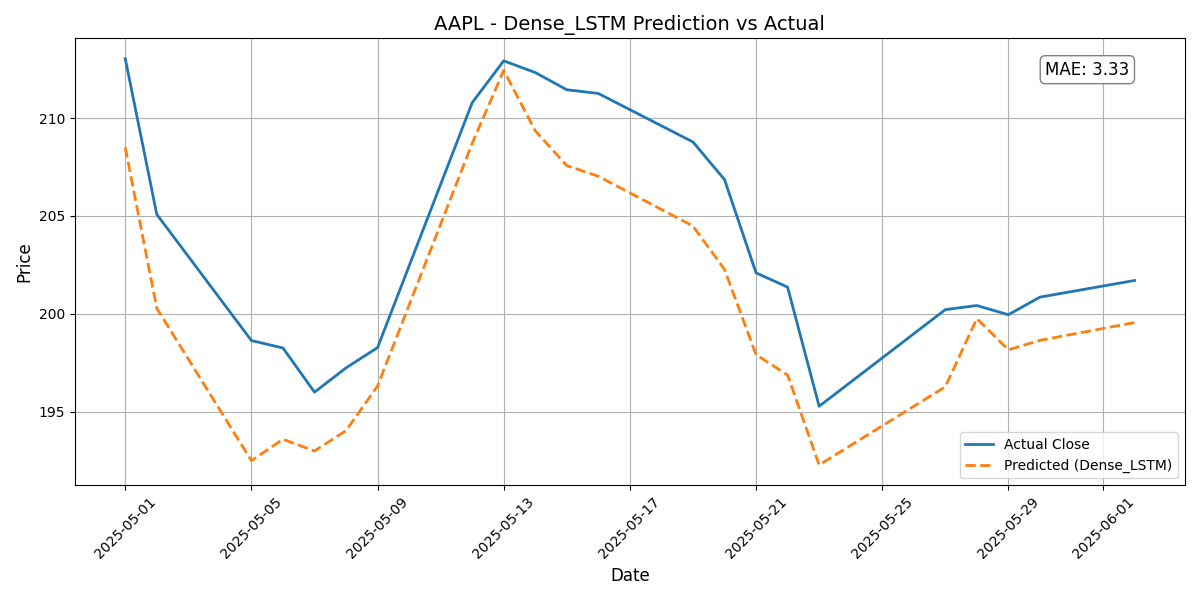 AAPL - Dense_LSTM Prediction vs Actual
MAE: 3.33
Price
210
205
200
195
Actual Close
Predicted (Dense_LSTM)
2025-05-01
2025-05-05
2025-05-09
2025-05-13
2025-05-17
2025-05-21
2025-05-25
2025-05-29
2025-06-01
Date